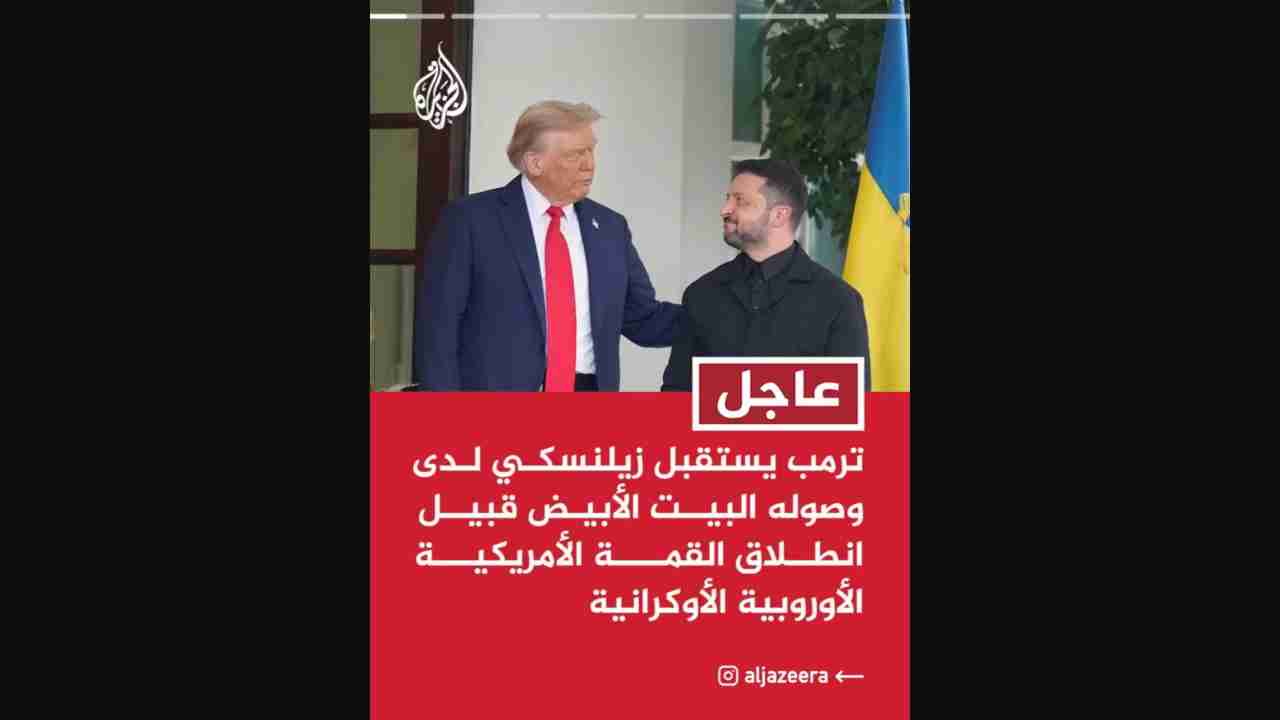 الجزيرة
عاجل
ترمب يستقبل زيلنسكي لدى
وصوله البيت الأبيض قبيل
انطلاق القمة الأمريكية
الأوروبية الأوكرانية
aljazeera